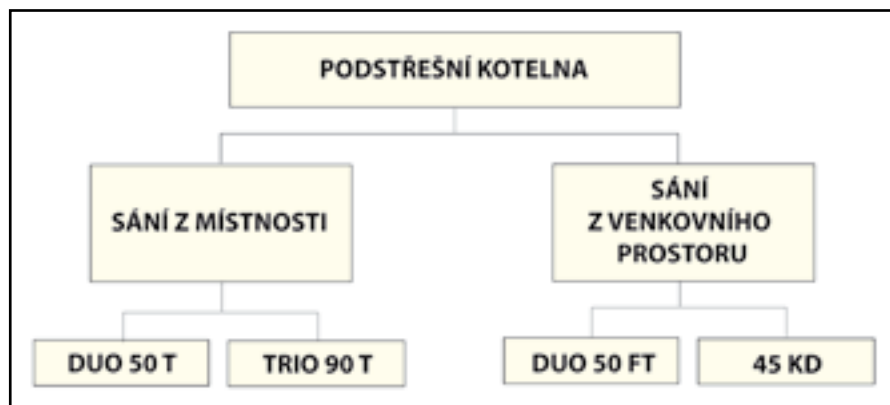 PODSTŘEŠNÍ KOTELNA
SÁNÍ Z MÍSTNOSTI
SÁNÍ
Z VENKOVNÍHO
PROSTORU
DUO 50 T
TRIO 90 T
DUO 50 FT
45 KD